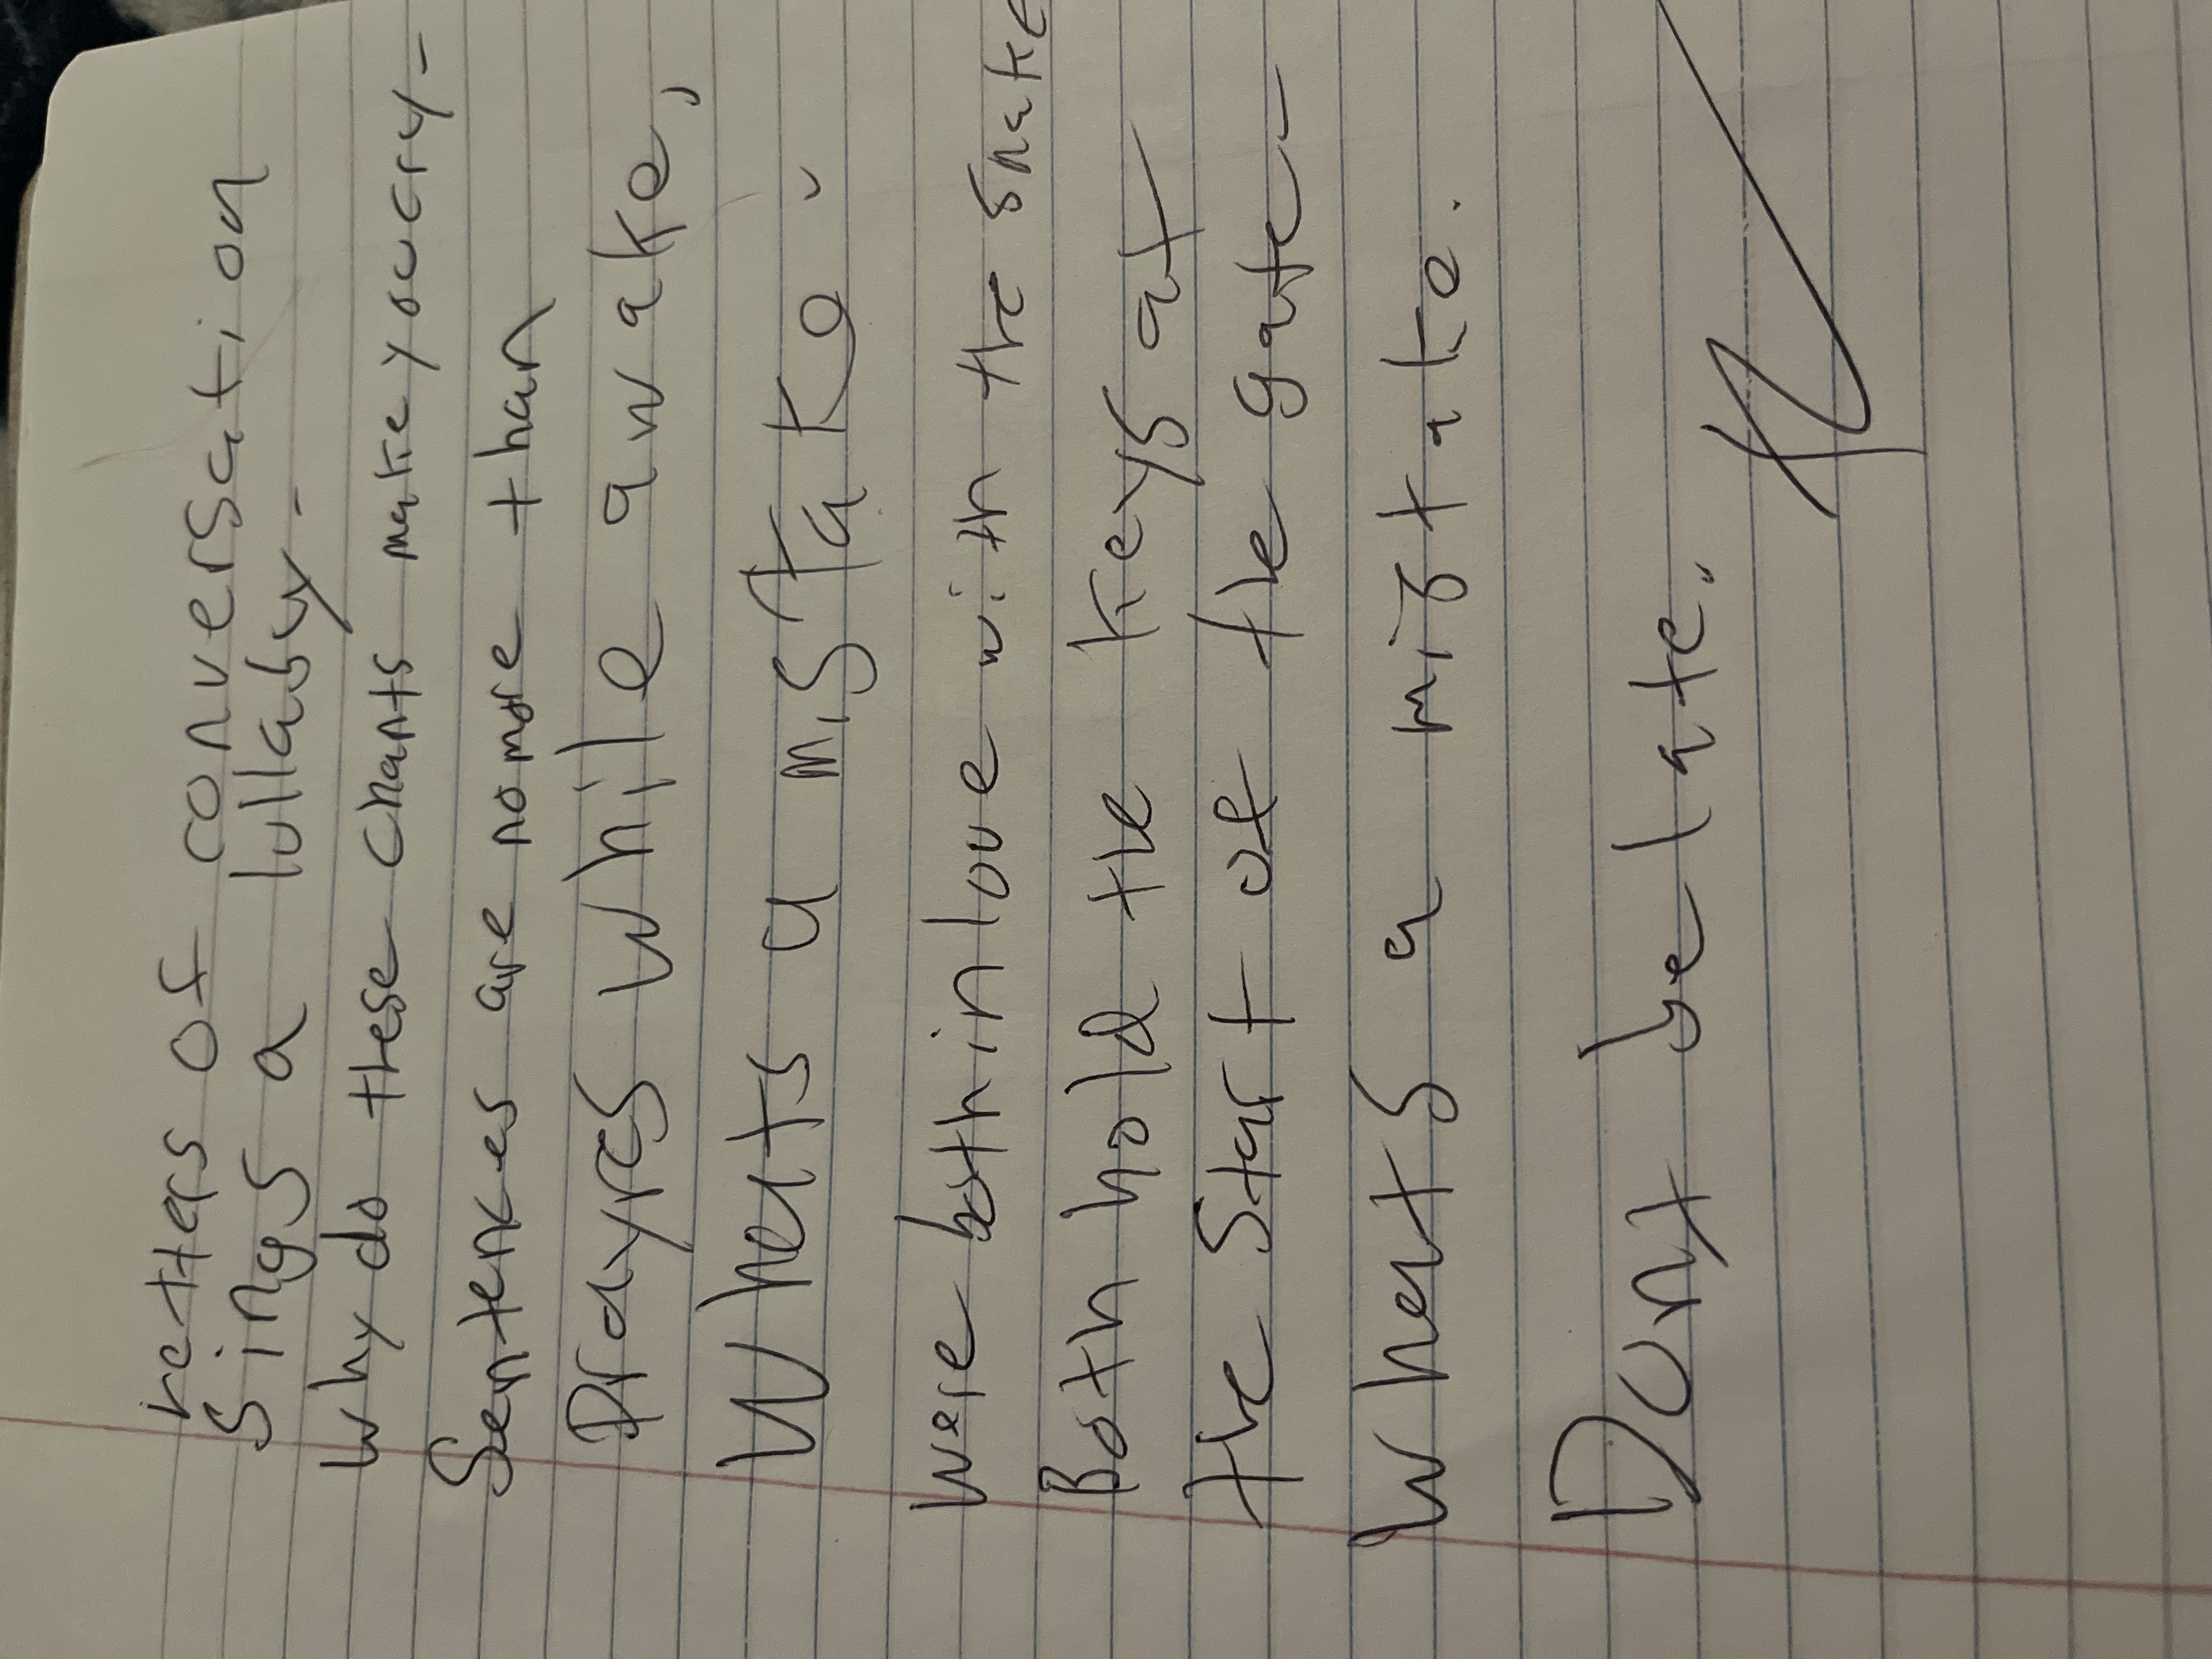 retters of conversation
Sings a lullaby-
Why do these chants make you cry-
Sentences are no more than
Prayres while awake,
Whats a mistake-
Were both in love with the snake
Both hold the keys at
the start of the gate-
Whats a mistake.
Dont be late.